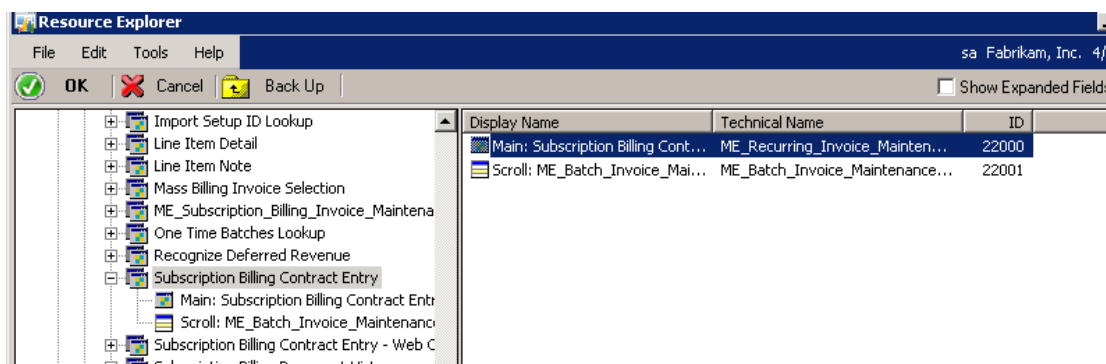 Resource Explorer
File Edit Tools Help sa Fabrikam, Inc. 4/
OK Cancel Back Up Show Expanded Fields
Import Setup ID Lookup
Line Item Detail
Line Item Note
Mass Billing Invoice Selection
ME_Subscription_Billing_Invoice_Maintena
One Time Batches Lookup
Recognize Deferred Revenue
Subscription Billing Contract Entry
Main: Subscription Billing Contract Entr
Scroll: ME_Batch_Invoice_Maintenanc
Subscription Billing Contract Entry - Web C
Display Name Technical Name ID
Main: Subscription Billing Cont... ME_Recurring_Invoice_Mainten... 22000
Scroll: ME_Batch_Invoice_Mai... ME_Batch_Invoice_Maintenance... 22001